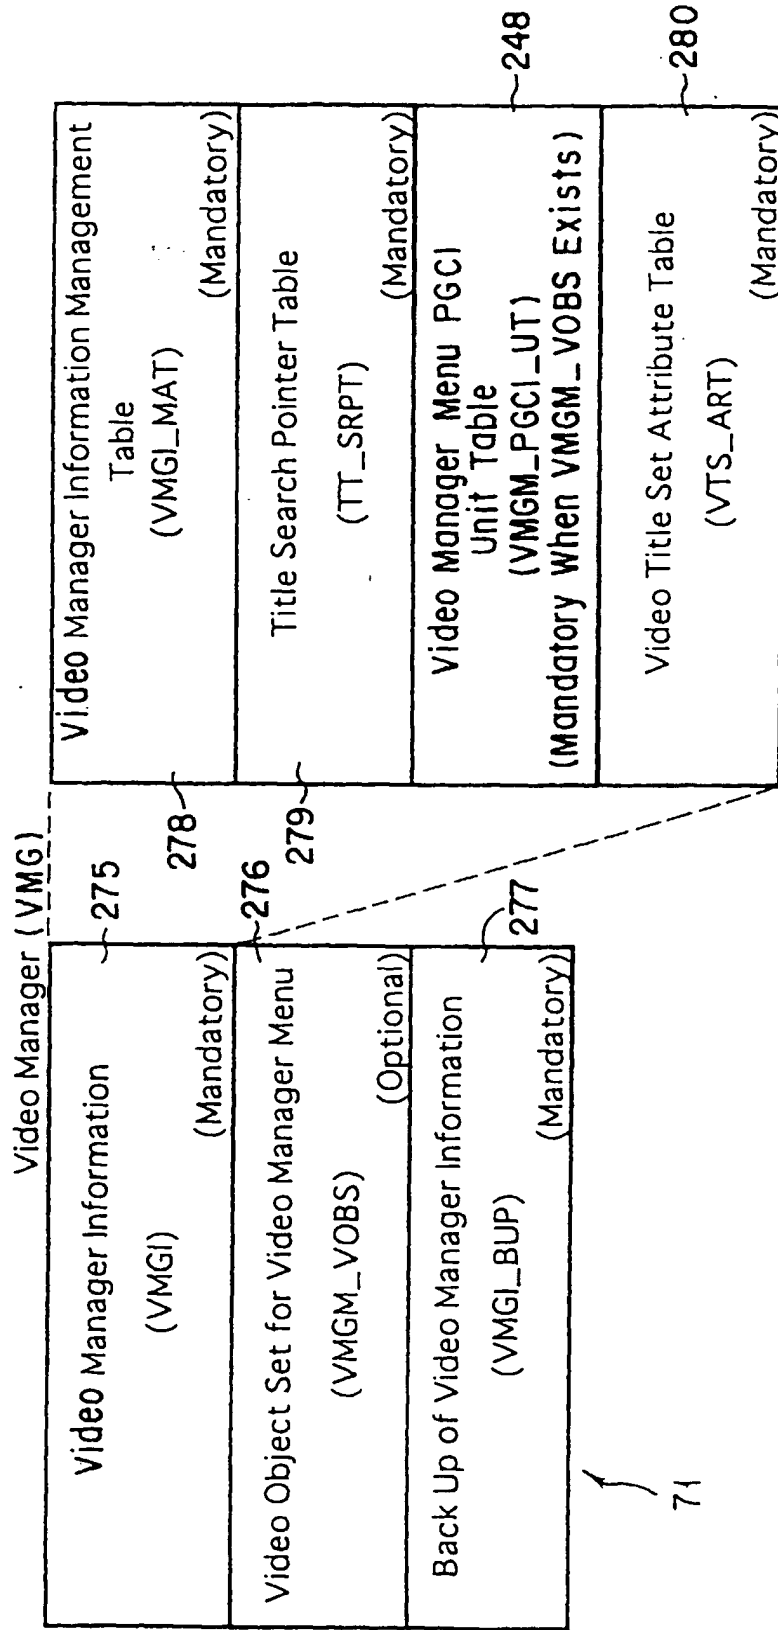 Video Manager (VMG)
Video Manager Information
(VMGI)
(Mandatory)
275
Video Object Set for Video Manager Menu
(VMGM_VOBS)
(Optional)
276
Back Up of Video Manager Information
(VMGI_BUP)
(Mandatory)
277
71
Video Manager Information Management
Table
(VMGI_MAT)
(Mandatory)
278
Title Search Pointer Table
(TT_SRPT)
(Mandatory)
279
Video Manager Menu PGCI
Unit Table
(VMGM_PGCI_UT)
(Mandatory When VMGM_VOBS Exists)
248
Video Title Set Attribute Table
(VTS_ART)
(Mandatory)
280